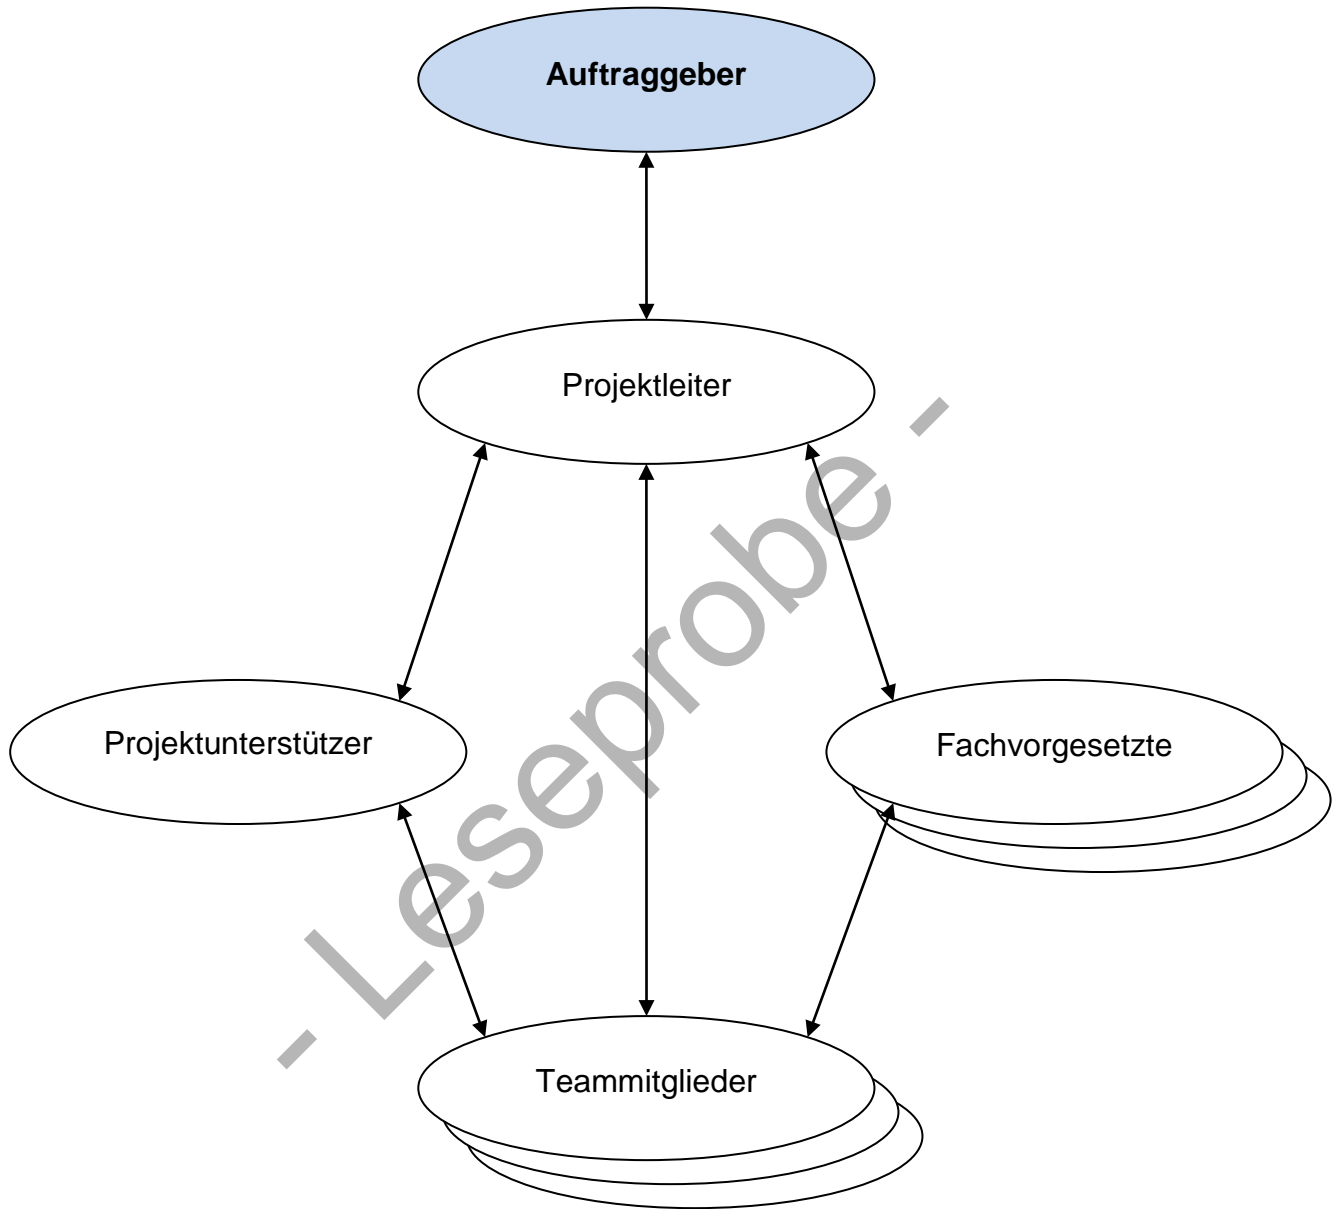 Auftraggeber
Projektleiter
Projektunterstützer
Fachvorgesetzte
Teammitglieder
- Leseprobe -